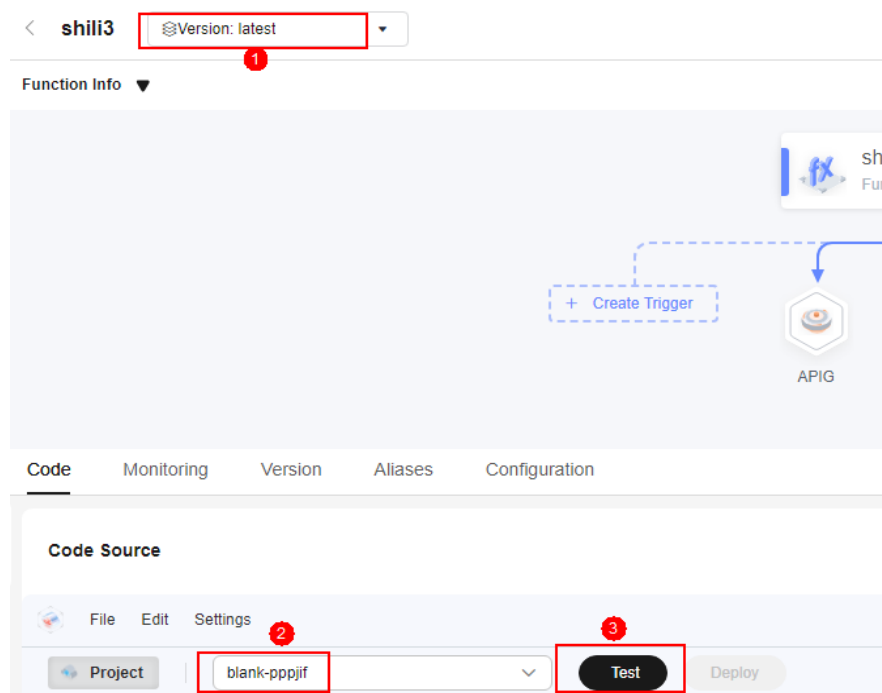 shili3 Version: latest
1
Function Info
sh
Fun
Create Trigger
APIG
Code Monitoring Version Aliases Configuration
Code Source
File Edit Settings
2
3
Project blank-pppjif Test Deploy